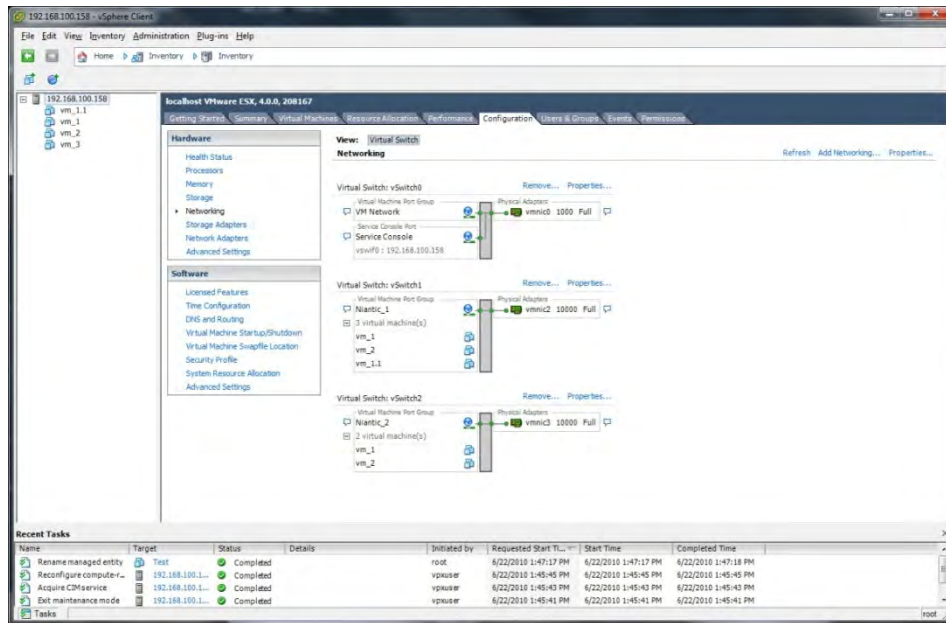 192.168.100.158 - vSphere Client
File Edit View Inventory Administration Plug-ins Help
Home Inventory Inventory
192.168.100.158
vm_1.1
vm_1
vm_2
vm_3
localhost VMware ESX, 4.0.0, 208167
Getting Started Summary Virtual Machines Resource Allocation Performance Configuration Users & Groups Events Permissions
Hardware
Health Status
Processors
Memory
Storage
Networking
Storage Adapters
Network Adapters
Advanced Settings
Software
Licensed Features
Time Configuration
DNS and Routing
Virtual Machine Startup/Shutdown
Virtual Machine Swapfile Location
Security Profile
System Resource Allocation
Advanced Settings
View: Virtual Switch
Networking
Refresh Add Networking... Properties...
Virtual Switch: vSwitch0 Remove... Properties...
Virtual Machine Port Group Physical Adapters
VM Network vmnic0 1000 Full
Service Console Port
Service Console
vswif0 : 192.168.100.158
Virtual Switch: vSwitch1 Remove... Properties...
Virtual Machine Port Group Physical Adapters
Niantic_1 vmnic2 10000 Full
3 virtual machine(s)
vm_1
vm_2
vm_1.1
Virtual Switch: vSwitch2 Remove... Properties...
Virtual Machine Port Group Physical Adapters
Niantic_2 vmnic3 10000 Full
2 virtual machine(s)
vm_1
vm_2
Recent Tasks
Name Target Status Details Initiated by Requested Start Ti... Start Time Completed Time
Rename managed entity Test Completed root 6/22/2010 1:47:17 PM 6/22/2010 1:47:17 PM 6/22/2010 1:47:18 PM
Reconfigure compute-r... 192.168.100.1... Completed vpxuser 6/22/2010 1:45:45 PM 6/22/2010 1:45:45 PM 6/22/2010 1:45:45 PM
Acquire CIM service 192.168.100.1... Completed vpxuser 6/22/2010 1:45:43 PM 6/22/2010 1:45:43 PM 6/22/2010 1:45:43 PM
Exit maintenance mode 192.168.100.1... Completed vpxuser 6/22/2010 1:45:41 PM 6/22/2010 1:45:41 PM 6/22/2010 1:45:41 PM
Tasks root